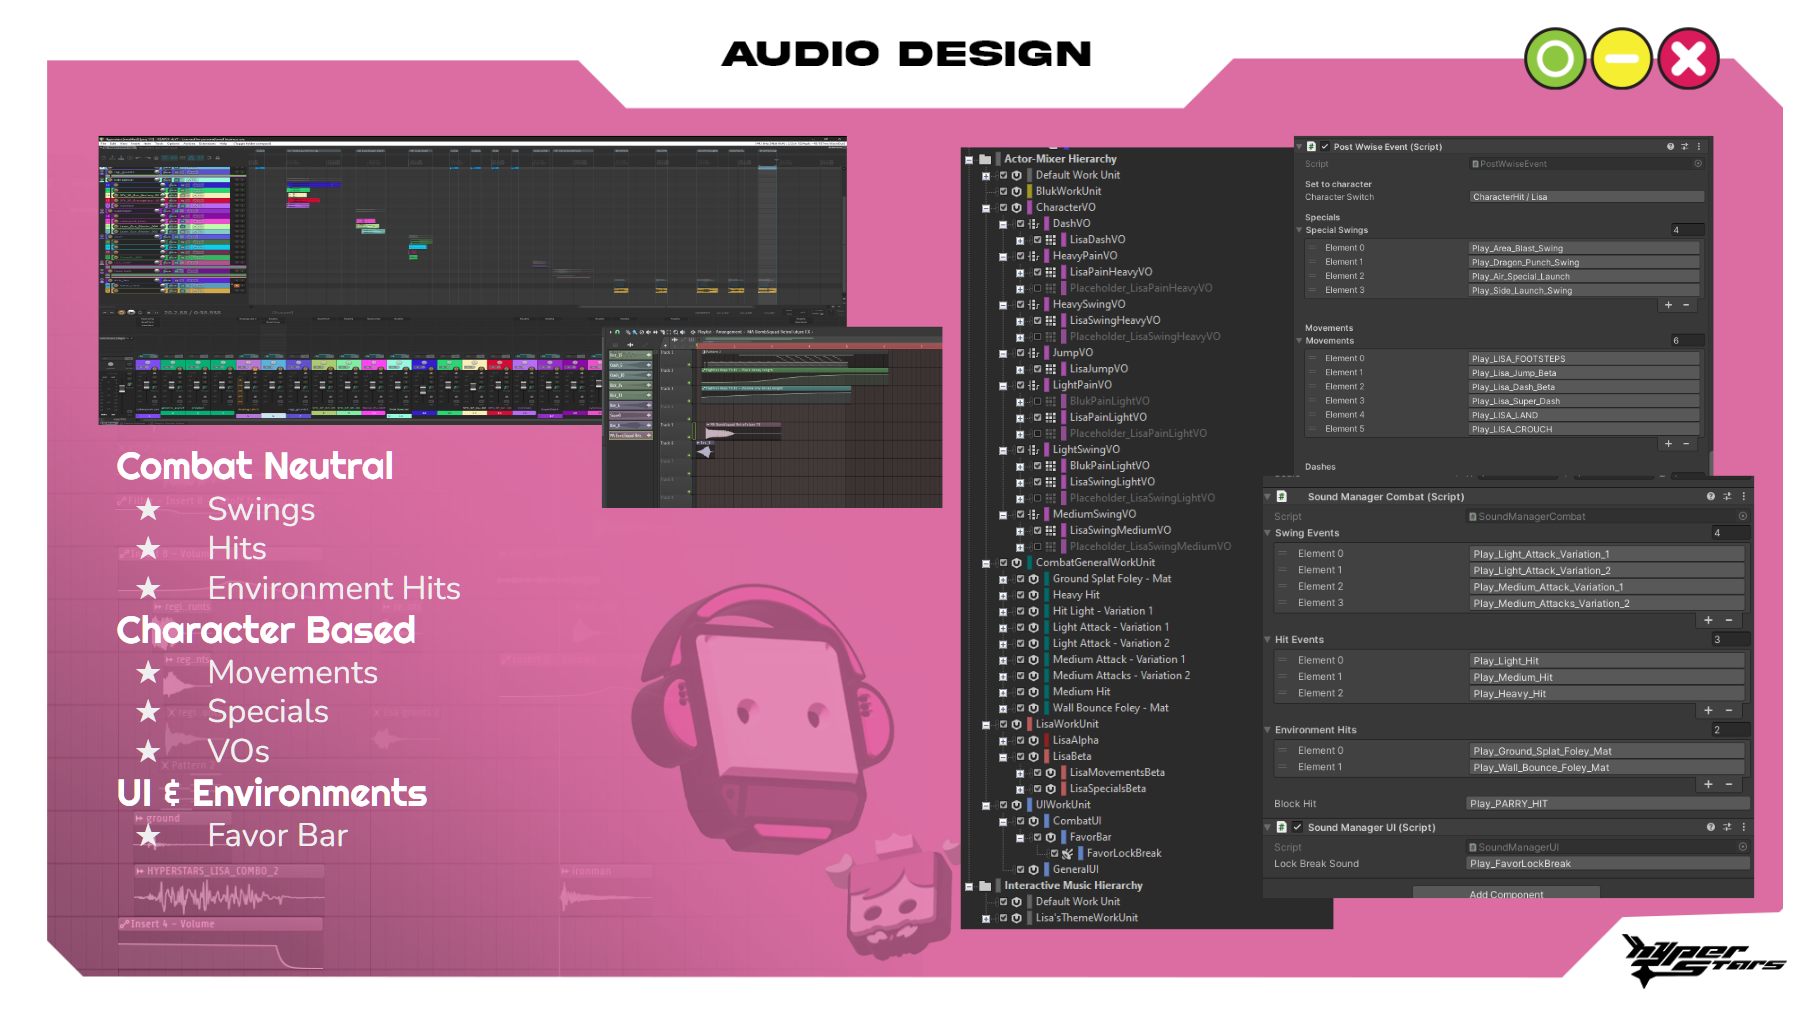 AUDIO DESIGN
Combat Neutral
★ Swings
★ Hits
★ Environment Hits
Character Based
★ Movements
★ Specials
★ VOs
UI & Environments
★ Favor Bar
ground
HYPERSTARS_LISA_COMBO_2
Insert 4 - Volume
ironman
Actor-Mixer Hierarchy
Default Work Unit
BlukWorkUnit
CharacterVO
DashVO
LisaDashVO
HeavyPainVO
LisaPainHeavyVO
Placeholder_LisaPainHeavyVO
HeavySwingVO
LisaSwingHeavyVO
Placeholder_LisaSwingHeavyVO
JumpVO
LisaJumpVO
LightPainVO
BlukPainLightVO
LisaPainLightVO
Placeholder_LisaPainLightVO
LightSwingVO
BlukPainLightVO
LisaSwingLightVO
Placeholder_LisaSwingLightVO
MediumSwingVO
LisaSwingMediumVO
Placeholder_LisaSwingMediumVO
CombatGeneralWorkUnit
Ground Splat Foley - Mat
Heavy Hit
Hit Light - Variation 1
Light Attack - Variation 1
Light Attack - Variation 2
Medium Attack - Variation 1
Medium Attacks - Variation 2
Medium Hit
Wall Bounce Foley - Mat
LisaWorkUnit
LisaAlpha
LisaBeta
LisaMovementsBeta
LisaSpecialsBeta
UIWorkUnit
CombatUI
FavorBar
FavorLockBreak
GeneralUI
Interactive Music Hierarchy
Default Work Unit
Lisa'sThemeWorkUnit
Post Wwise Event (Script)
Script PostWwiseEvent
Set to character
Character Switch CharacterHit / Lisa
Specials
Special Swings 4
Element 0 Play_Area_Blast_Swing
Element 1 Play_Dragon_Punch_Swing
Element 2 Play_Air_Special_Launch
Element 3 Play_Side_Launch_Swing
+ −
Movements
Movements 6
Element 0 Play_LISA_FOOTSTEPS
Element 1 Play_Lisa_Jump_Beta
Element 2 Play_Lisa_Dash_Beta
Element 3 Play_Lisa_Super_Dash
Element 4 Play_LISA_LAND
Element 5 Play_LISA_CROUCH
+ −
Dashes
Sound Manager Combat (Script)
Script SoundManagerCombat
Swing Events 4
Element 0 Play_Light_Attack_Variation_1
Element 1 Play_Light_Attack_Variation_2
Element 2 Play_Medium_Attack_Variation_1
Element 3 Play_Medium_Attacks_Variation_2
+ −
Hit Events 3
Element 0 Play_Light_Hit
Element 1 Play_Medium_Hit
Element 2 Play_Heavy_Hit
+ −
Environment Hits 2
Element 0 Play_Ground_Splat_Foley_Mat
Element 1 Play_Wall_Bounce_Foley_Mat
+ −
Block Hit Play_PARRY_HIT
Sound Manager UI (Script)
Script SoundManagerUI
Lock Break Sound Play_FavorLockBreak
Add Component
Hyper Stars